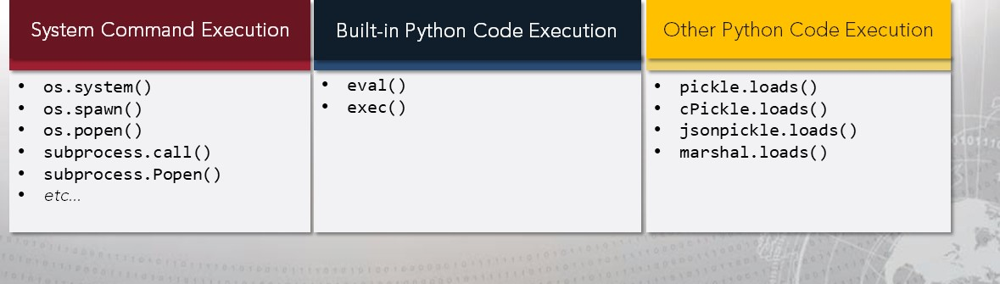 System Command Execution
• os.system()
• os.spawn()
• os.popen()
• subprocess.call()
• subprocess.Popen()
• etc...
Built-in Python Code Execution
• eval()
• exec()
Other Python Code Execution
• pickle.loads()
• cPickle.loads()
• jsonpickle.loads()
• marshal.loads()